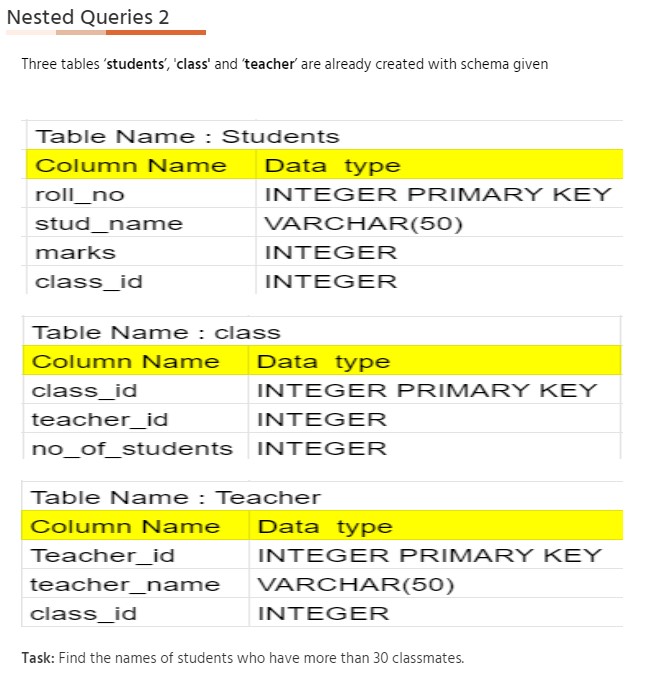 Nested Queries 2
Three tables ‘students’, 'class' and ‘teacher’ are already created with schema given
Table Name : Students
Column Name Data type
roll_no INTEGER PRIMARY KEY
stud_name VARCHAR(50)
marks INTEGER
class_id INTEGER
Table Name : class
Column Name Data type
class_id INTEGER PRIMARY KEY
teacher_id INTEGER
no_of_students INTEGER
Table Name : Teacher
Column Name Data type
Teacher_id INTEGER PRIMARY KEY
teacher_name VARCHAR(50)
class_id INTEGER
Task: Find the names of students who have more than 30 classmates.